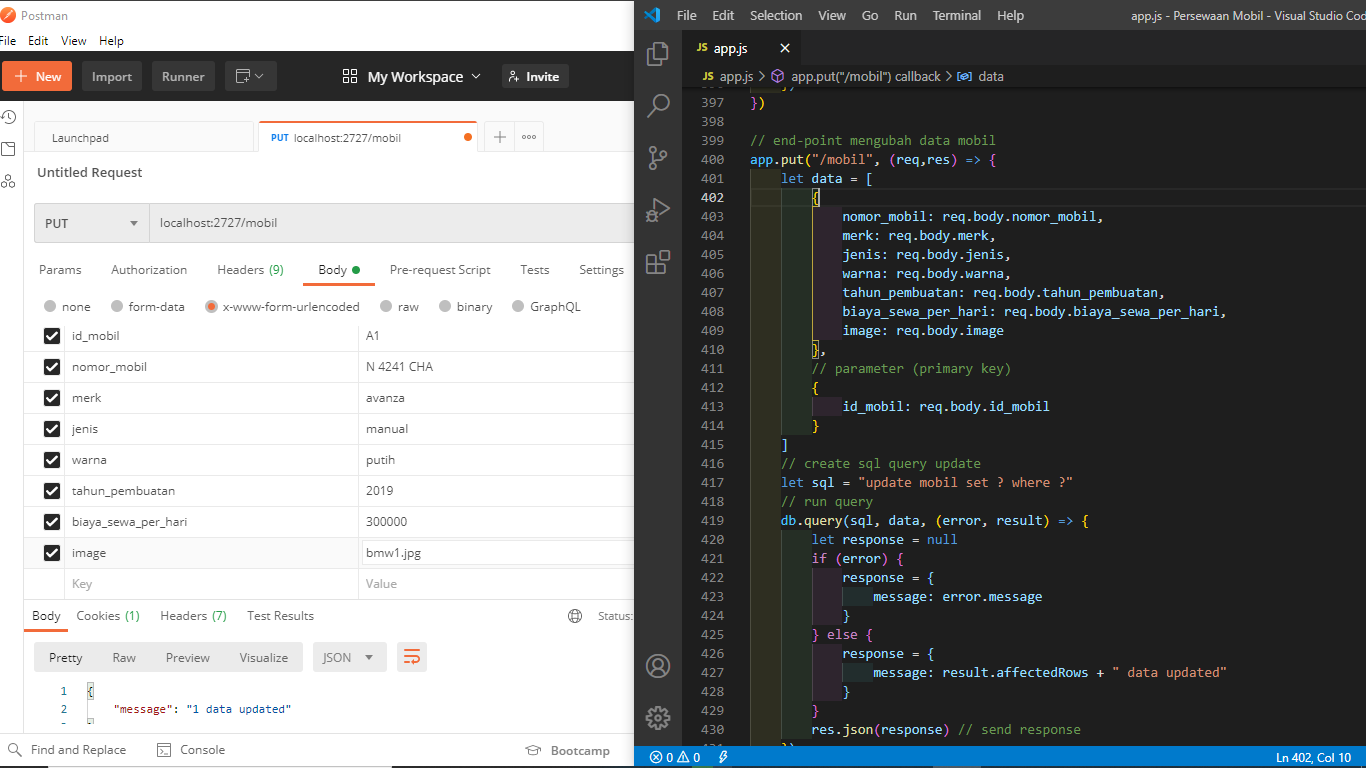 Postman
File Edit View Help
New
Import
Runner
My Workspace
Invite
Launchpad
PUT localhost:2727/mobil
Untitled Request
PUT
localhost:2727/mobil
Params Authorization Headers (9) Body Pre-request Script Tests Settings
none form-data x-www-form-urlencoded raw binary GraphQL
id_mobil A1
nomor_mobil N 4241 CHA
merk avanza
jenis manual
warna putih
tahun_pembuatan 2019
biaya_sewa_per_hari 300000
image bmw1.jpg
Key Value
Body Cookies (1) Headers (7) Test Results Status:
Pretty Raw Preview Visualize JSON
1 {
2 "message": "1 data updated"
Find and Replace Console Bootcamp
File Edit Selection View Go Run Terminal Help app.js - Persewaan Mobil - Visual Studio Cod
JS app.js
JS app.js > app.put("/mobil") callback > data
397 })
398
399 // end-point mengubah data mobil
400 app.put("/mobil", (req,res) => {
401 let data = [
402 {
403 nomor_mobil: req.body.nomor_mobil,
404 merk: req.body.merk,
405 jenis: req.body.jenis,
406 warna: req.body.warna,
407 tahun_pembuatan: req.body.tahun_pembuatan,
408 biaya_sewa_per_hari: req.body.biaya_sewa_per_hari,
409 image: req.body.image
410 },
411 // parameter (primary key)
412 {
413 id_mobil: req.body.id_mobil
414 }
415 ]
416 // create sql query update
417 let sql = "update mobil set ? where ?"
418 // run query
419 db.query(sql, data, (error, result) => {
420 let response = null
421 if (error) {
422 response = {
423 message: error.message
424 }
425 } else {
426 response = {
427 message: result.affectedRows + " data updated"
428 }
429 }
430 res.json(response) // send response
0 0
Ln 402, Col 10